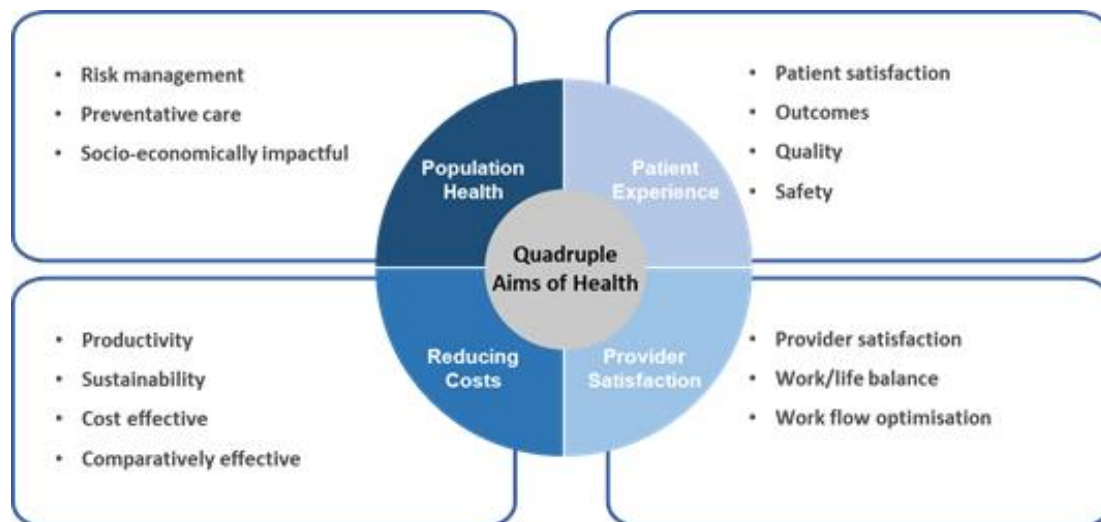 • Risk management
• Preventative care
• Socio-economically impactful
Population
Health
Patient
Experience
• Patient satisfaction
• Outcomes
• Quality
• Safety
Quadruple
Aims of Health
• Productivity
• Sustainability
• Cost effective
• Comparatively effective
Reducing
Costs
Provider
Satisfaction
• Provider satisfaction
• Work/life balance
• Work flow optimisation